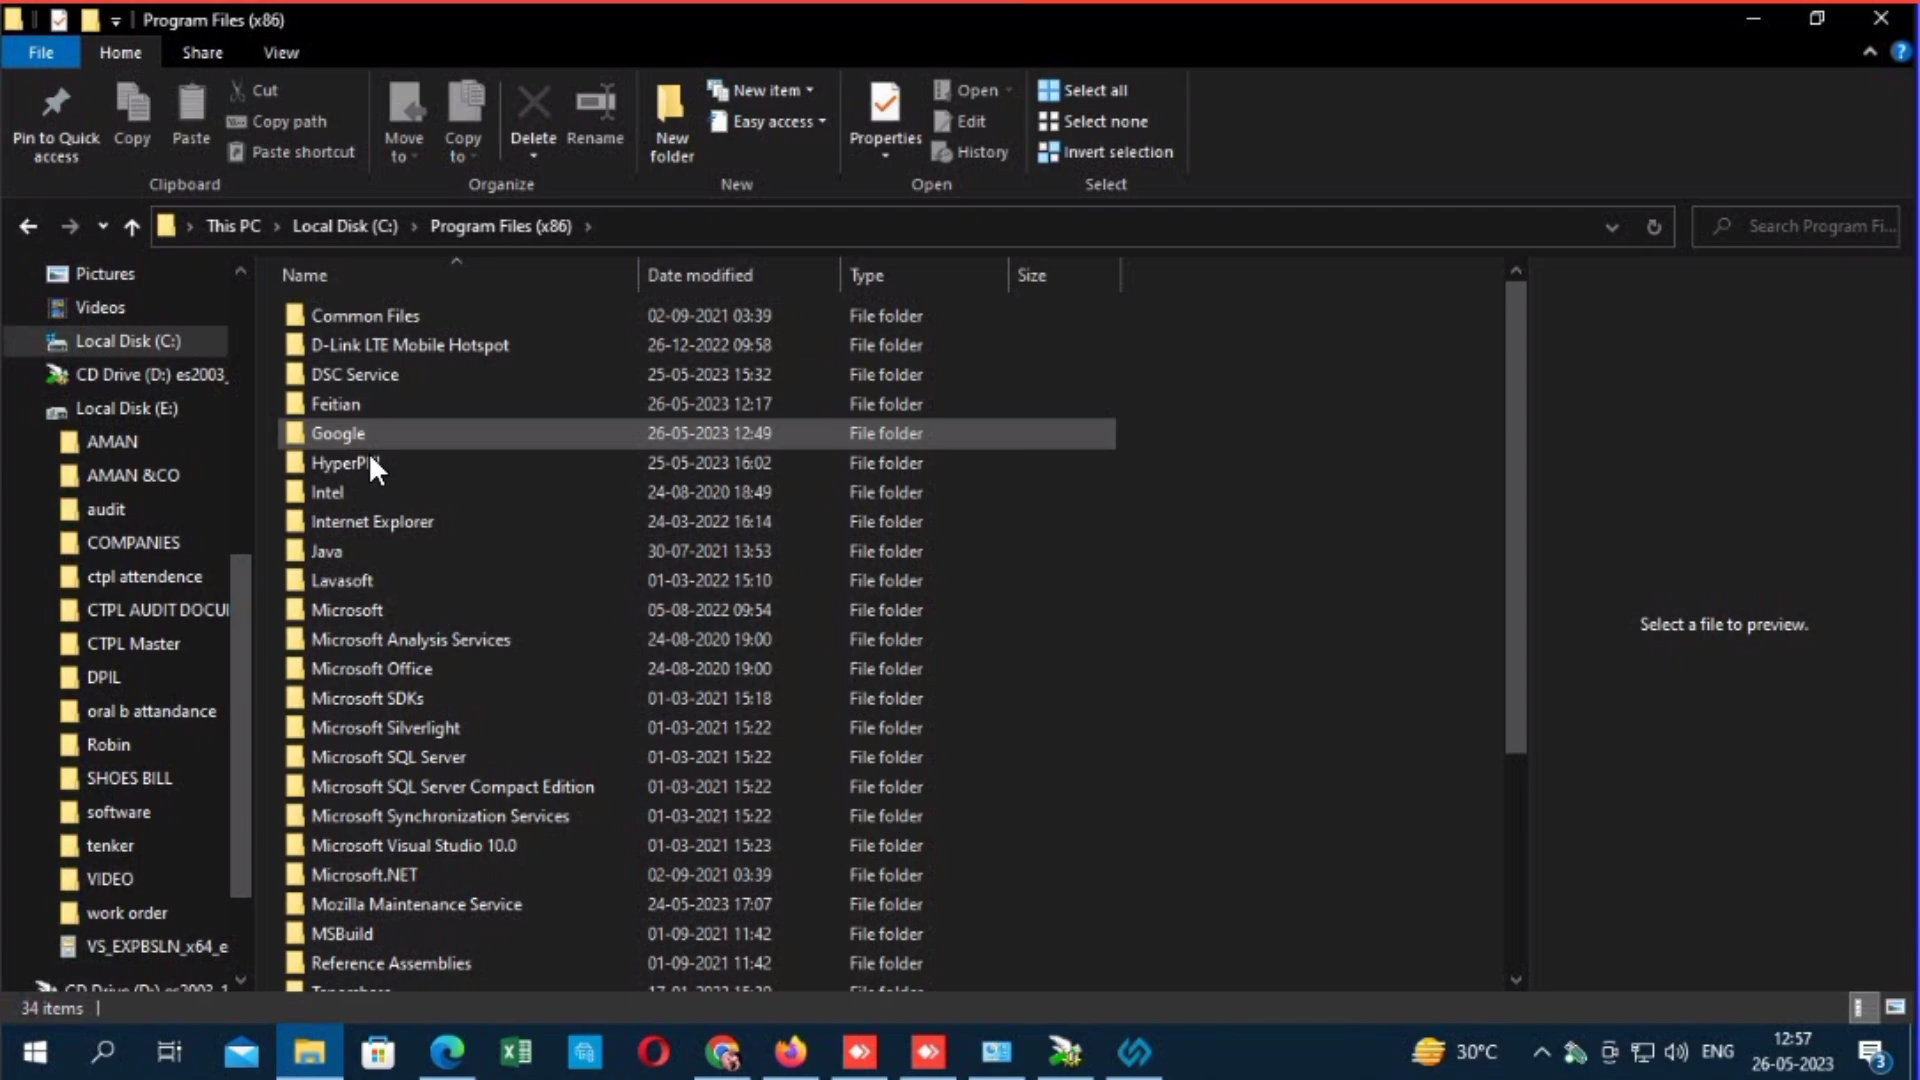 Program Files (x86)
File
Home
Share
View
Pin to Quick access
Copy
Paste
Cut
Copy path
Paste shortcut
Clipboard
Move to
Copy to
Delete
Rename
Organize
New folder
New item
Easy access
New
Properties
Open
Edit
History
Open
Select all
Select none
Invert selection
Select
This PC
Local Disk (C:)
Program Files (x86)
Search Program Fi...
Pictures
Videos
Local Disk (C:)
CD Drive (D:) es2003_
Local Disk (E:)
AMAN
AMAN &CO
audit
COMPANIES
ctpl attendence
CTPL AUDIT DOCU
CTPL Master
DPIL
oral b attandance
Robin
SHOES BILL
software
tenker
VIDEO
work order
VS_EXPBSLN_x64_e
Name Date modified Type Size
Common Files 02-09-2021 03:39 File folder
D-Link LTE Mobile Hotspot 26-12-2022 09:58 File folder
DSC Service 25-05-2023 15:32 File folder
Feitian 26-05-2023 12:17 File folder
Google 26-05-2023 12:49 File folder
25-05-2023 16:02 File folder
Intel 24-08-2020 18:49 File folder
Internet Explorer 24-03-2022 16:14 File folder
Java 30-07-2021 13:53 File folder
Lavasoft 01-03-2022 15:10 File folder
Microsoft 05-08-2022 09:54 File folder
Microsoft Analysis Services 24-08-2020 19:00 File folder
Microsoft Office 24-08-2020 19:00 File folder
Microsoft SDKs 01-03-2021 15:18 File folder
Microsoft Silverlight 01-03-2021 15:22 File folder
Microsoft SQL Server 01-03-2021 15:22 File folder
Microsoft SQL Server Compact Edition 01-03-2021 15:22 File folder
Microsoft Synchronization Services 01-03-2021 15:22 File folder
Microsoft Visual Studio 10.0 01-03-2021 15:23 File folder
Microsoft.NET 02-09-2021 03:39 File folder
Mozilla Maintenance Service 24-05-2023 17:07 File folder
MSBuild 01-09-2021 11:42 File folder
Reference Assemblies 01-09-2021 11:42 File folder
Select a file to preview.
34 items
30°C
ENG
12:57
26-05-2023
3